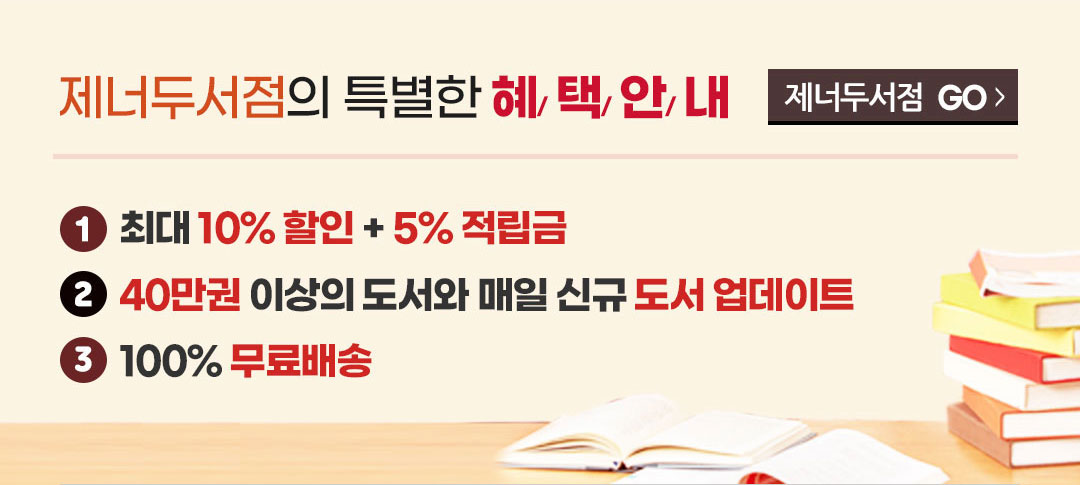 제너두서점의 특별한 혜/택/안/내
제너두서점 GO >
1 최대 10% 할인 + 5% 적립금
2 40만권 이상의 도서와 매일 신규 도서 업데이트
3 100% 무료배송